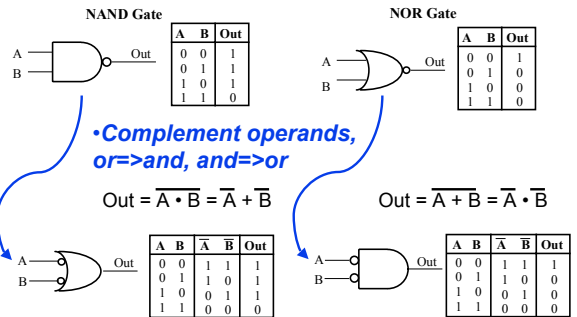 NAND Gate
A
B
Out
A B Out
0 0 1
0 1 1
1 0 1
1 1 0
NOR Gate
A
B
Out
A B Out
0 0 1
0 1 0
1 0 0
1 1 0
•Complement operands,
or=>and, and=>or
Out = A̅ ̅•̅ ̅B̅ = A̅ + B̅
Out = A̅ ̅+̅ ̅B̅ = A̅ • B̅
A
B
Out
A B A̅ B̅ Out
0 0 1 1 1
0 1 1 0 1
1 0 0 1 1
1 1 0 0 0
A
B
Out
A B A̅ B̅ Out
0 0 1 1 1
0 1 1 0 0
1 0 0 1 0
1 1 0 0 0